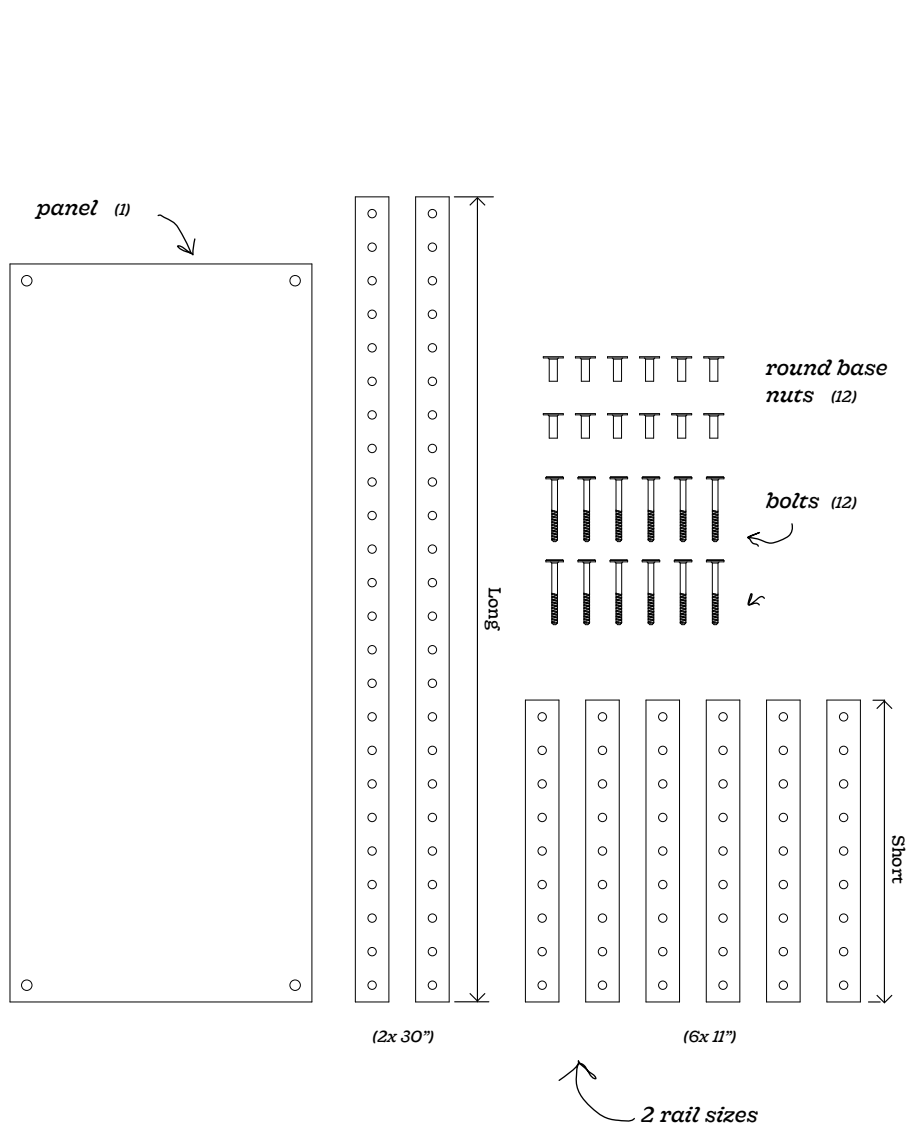 panel (1)
round base
nuts (12)
bolts (12)
Long
Short
(2x 30”)
(6x 11”)
2 rail sizes